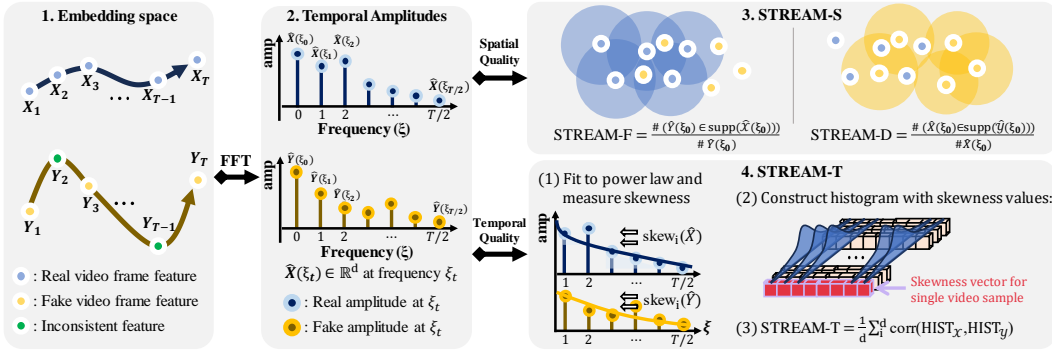 1. Embedding space
X_1
X_2
X_3
...
X_{T−1}
X_T
Y_1
Y_2
Y_3
...
Y_{T−1}
Y_T
: Real video frame feature
: Fake video frame feature
: Inconsistent feature
FFT
2. Temporal Amplitudes
amp
X̂(ξ_0)
X̂(ξ_1)
X̂(ξ_2)
X̂(ξ_{T/2})
0 1 2 ... T/2
Frequency (ξ)
amp
Ŷ(ξ_0)
Ŷ(ξ_1)
Ŷ(ξ_2)
Ŷ(ξ_{T/2})
0 1 2 ... T/2
Frequency (ξ)
X̂(ξ_t) ∈ ℝ^d at frequency ξ_t
: Real amplitude at ξ_t
: Fake amplitude at ξ_t
Spatial
Quality
Temporal
Quality
3. STREAM-S
STREAM-F = # (Ŷ(ξ_0) ∈ supp(X̂(ξ_0))) / # Ŷ(ξ_0)
STREAM-D = # (X̂(ξ_0)∈supp(Ŷ(ξ_0))) / #X̂(ξ_0)
4. STREAM-T
(1) Fit to power law and
measure skewness
amp
skew_i(X̂)
1 2 ... T/2
skew_i(Ŷ)
ξ
1 2 ... T/2
(2) Construct histogram with skewness values:
Skewness vector for
single video sample
(3) STREAM-T = 1/d Σ_i^d corr(HIST_𝒳, HIST_𝒴)